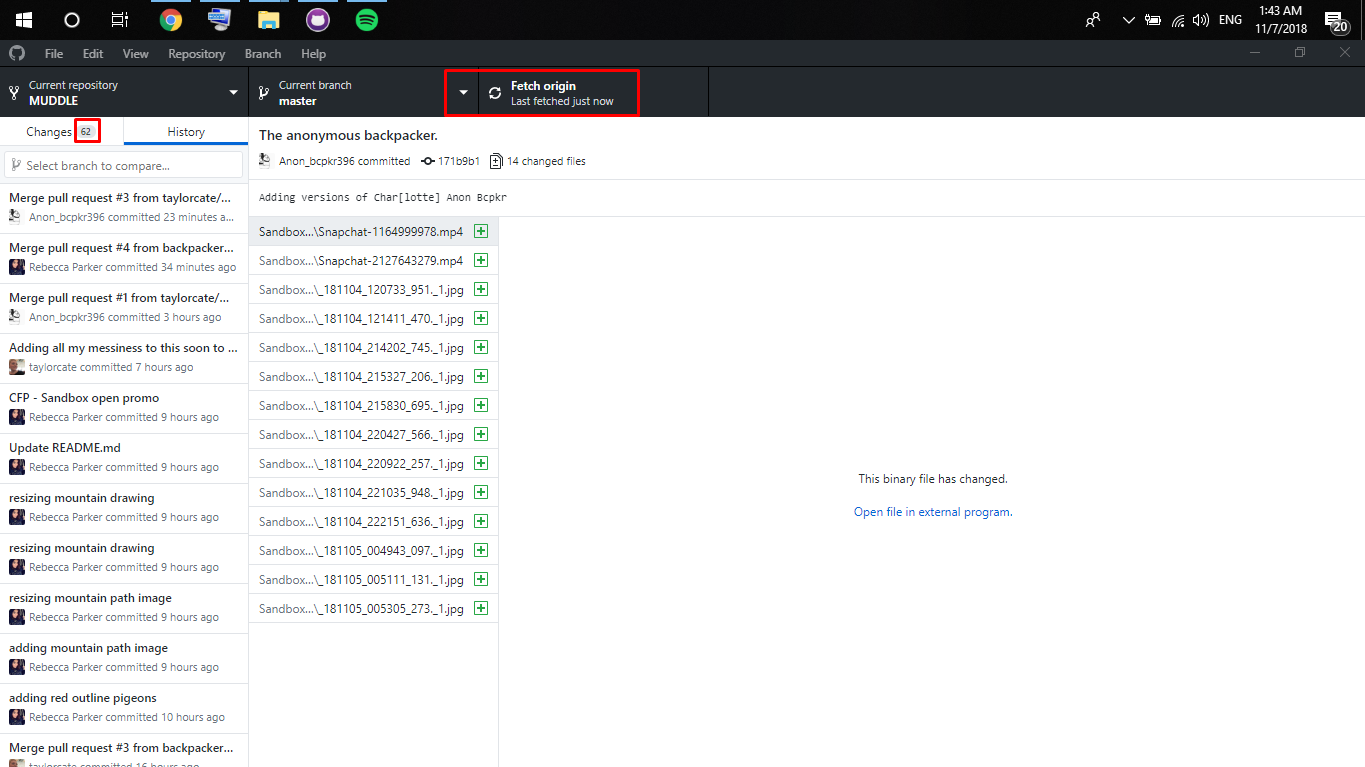 ENG
1:43 AM
11/7/2018
20
File Edit View Repository Branch Help
Current repository
MUDDLE
Current branch
master
Fetch origin
Last fetched just now
Changes 62
History
Select branch to compare...
Merge pull request #3 from taylorcate/...
Anon_bcpkr396 committed 23 minutes a...
Merge pull request #4 from backpacker...
Rebecca Parker committed 34 minutes ago
Merge pull request #1 from taylorcate/...
Anon_bcpkr396 committed 3 hours ago
Adding all my messiness to this soon to ...
taylorcate committed 7 hours ago
CFP - Sandbox open promo
Rebecca Parker committed 9 hours ago
Update README.md
Rebecca Parker committed 9 hours ago
resizing mountain drawing
Rebecca Parker committed 9 hours ago
resizing mountain drawing
Rebecca Parker committed 9 hours ago
resizing mountain path image
Rebecca Parker committed 9 hours ago
adding mountain path image
Rebecca Parker committed 9 hours ago
adding red outline pigeons
Rebecca Parker committed 10 hours ago
Merge pull request #3 from backpacker...
taylorcate committed 16 hours ago
The anonymous backpacker.
Anon_bcpkr396 committed 171b9b1 14 changed files
Adding versions of Char[lotte] Anon Bcpkr
Sandbox...\Snapchat-1164999978.mp4
Sandbox...\Snapchat-2127643279.mp4
Sandbox...\_181104_120733_951._1.jpg
Sandbox...\_181104_121411_470._1.jpg
Sandbox...\_181104_214202_745._1.jpg
Sandbox...\_181104_215327_206._1.jpg
Sandbox...\_181104_215830_695._1.jpg
Sandbox...\_181104_220427_566._1.jpg
Sandbox...\_181104_220922_257._1.jpg
Sandbox...\_181104_221035_948._1.jpg
Sandbox...\_181104_222151_636._1.jpg
Sandbox...\_181105_004943_097._1.jpg
Sandbox...\_181105_005111_131._1.jpg
Sandbox...\_181105_005305_273._1.jpg
This binary file has changed.
Open file in external program.